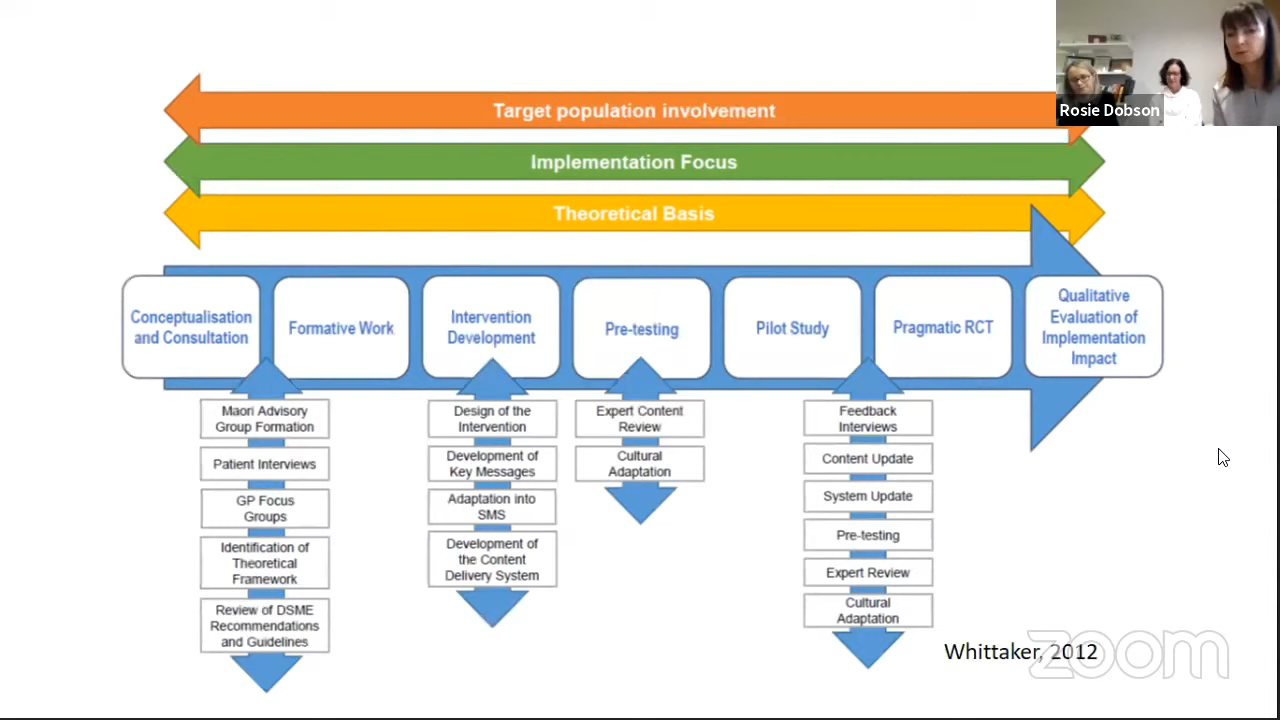 Target population involvement
Rosie Dobson
Implementation Focus
Theoretical Basis
Conceptualisation
and Consultation
Formative Work
Intervention
Development
Pre-testing
Pilot Study
Pragmatic RCT
Qualitative
Evaluation of
Implementation
Impact
Maori Advisory
Group Formation
Patient Interviews
GP Focus
Groups
Identification of
Theoretical
Framework
Review of DSME
Recommendations
and Guidelines
Design of the
Intervention
Development of
Key Messages
Adaptation into
SMS
Development of
the Content
Delivery System
Expert Content
Review
Cultural
Adaptation
Feedback
Interviews
Content Update
System Update
Pre-testing
Expert Review
Cultural
Adaptation
Whittaker, 2012
zoom